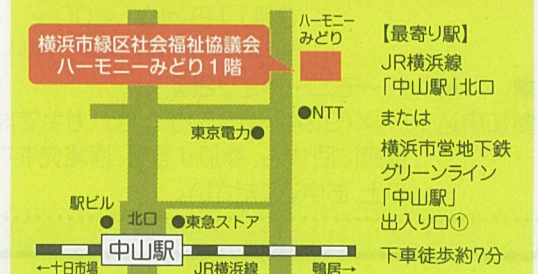 横浜市緑区社会福祉協議会
ハーモニーみどり1階
ハーモニー
みどり
●NTT
東京電力●
駅ビル
●
北口
●東急ストア
中山駅
←十日市場
JR横浜線
鴨居→
【最寄り駅】
JR横浜線
「中山駅」北口
または
横浜市営地下鉄
グリーンライン
「中山駅」
出入り口①
下車徒歩約7分